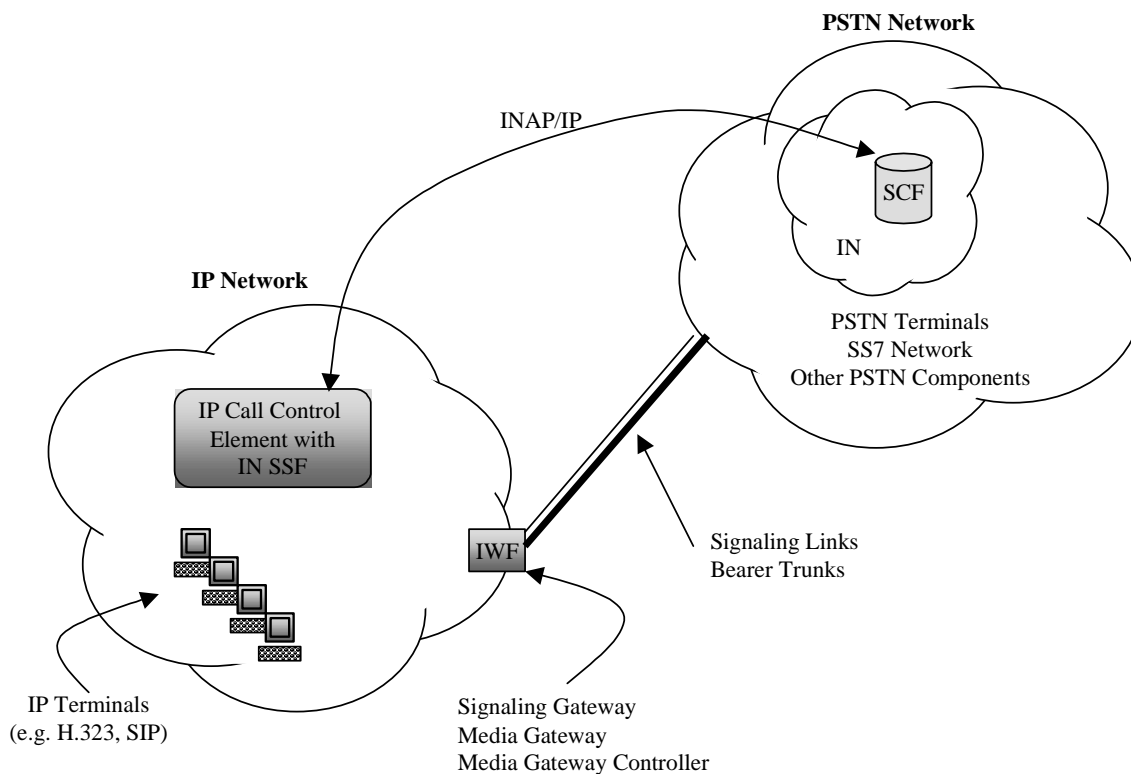 PSTN Network
INAP/IP
SCF
IN
IP Network
PSTN Terminals
SS7 Network
Other PSTN Components
IP Call Control
Element with
IN SSF
IWF
Signaling Links
Bearer Trunks
IP Terminals
(e.g. H.323, SIP)
Signaling Gateway
Media Gateway
Media Gateway Controller